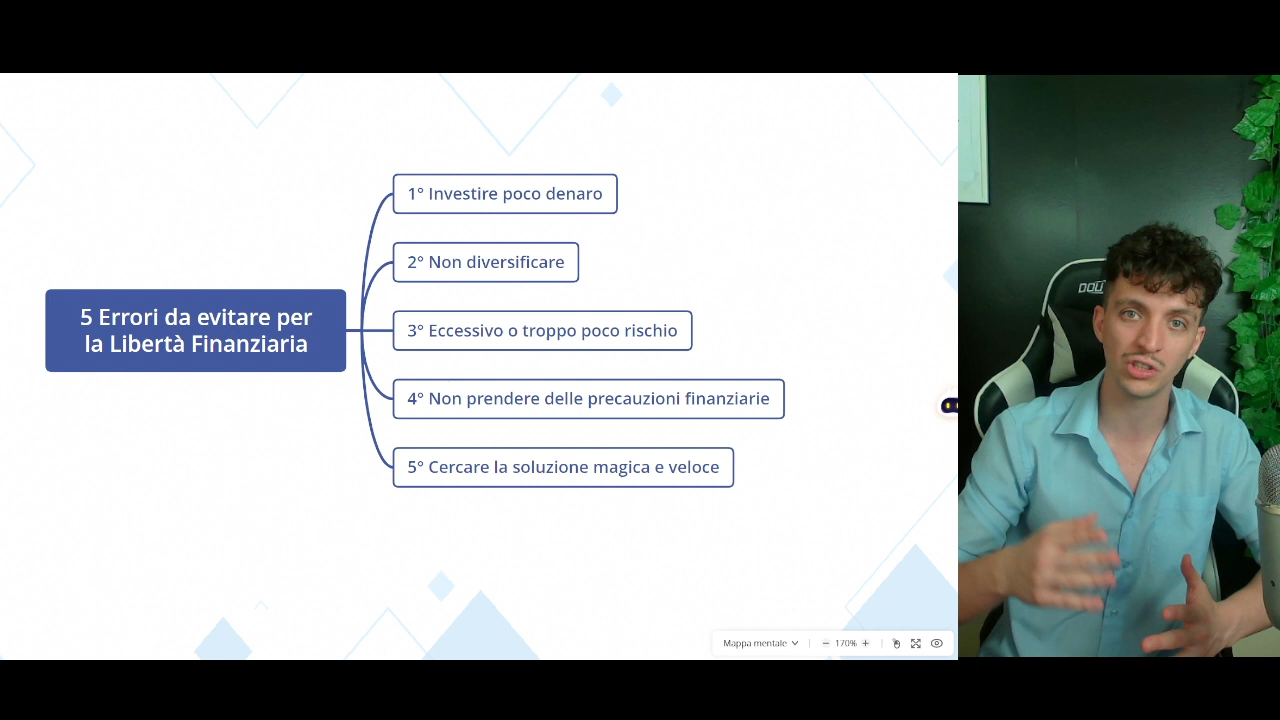 5 Errori da evitare per
la Libertà Finanziaria
1° Investire poco denaro
2° Non diversificare
3° Eccessivo o troppo poco rischio
4° Non prendere delle precauzioni finanziarie
5° Cercare la soluzione magica e veloce
Mappa mentale
170%